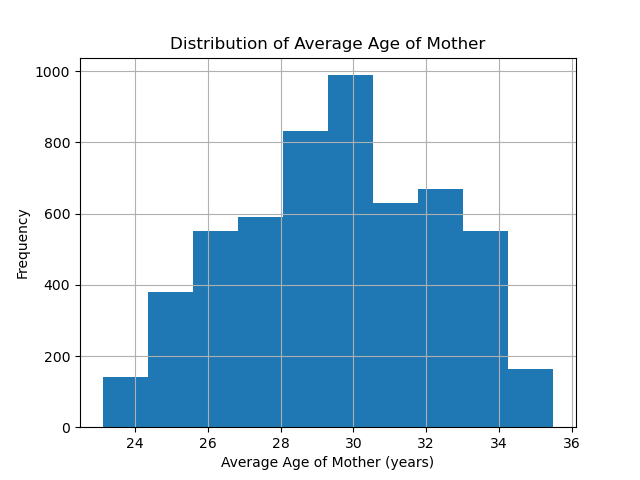 Distribution of Average Age of Mother
1000
800
600
400
200
0
Frequency
24 26 28 30 32 34 36
Average Age of Mother (years)